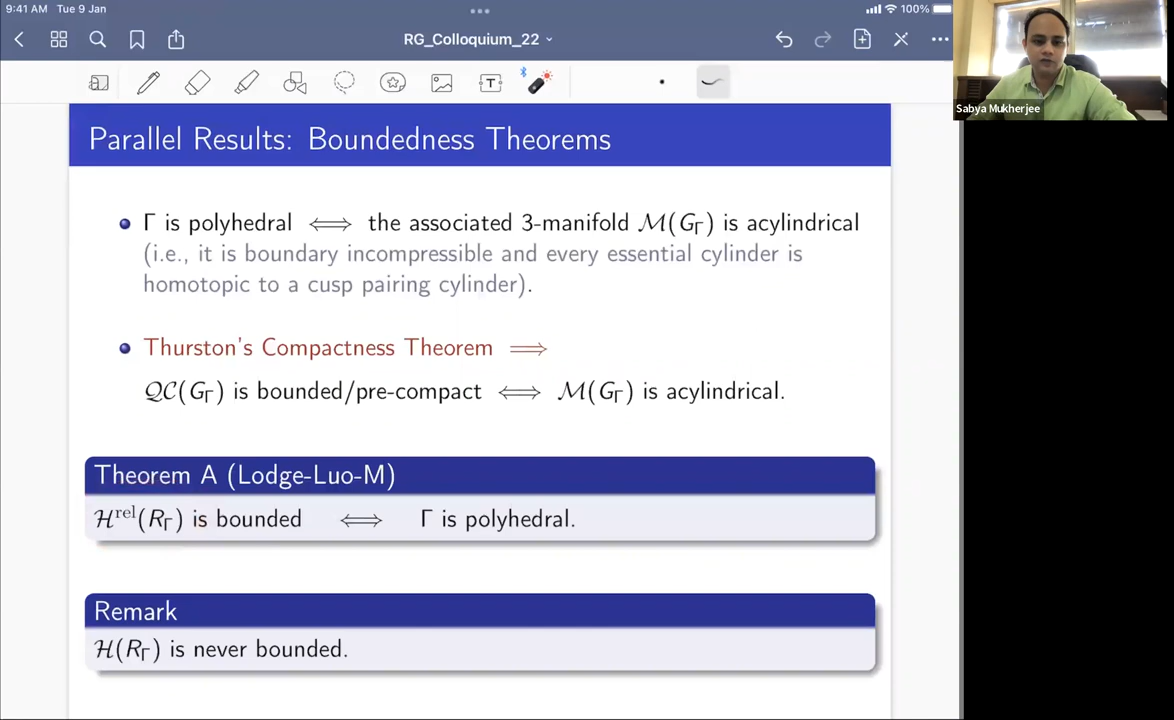 9:41 AM Tue 9 Jan
100%
RG_Colloquium_22
T
Sabya Mukherjee
Parallel Results: Boundedness Theorems
Γ is polyhedral ⟺ the associated 3-manifold ℳ(G_Γ) is acylindrical
(i.e., it is boundary incompressible and every essential cylinder is
homotopic to a cusp pairing cylinder).
Thurston's Compactness Theorem ⟹
𝒬𝒞(G_Γ) is bounded/pre-compact ⟺ ℳ(G_Γ) is acylindrical.
Theorem A (Lodge-Luo-M)
ℋ^rel(R_Γ) is bounded ⟺ Γ is polyhedral.
Remark
ℋ(R_Γ) is never bounded.